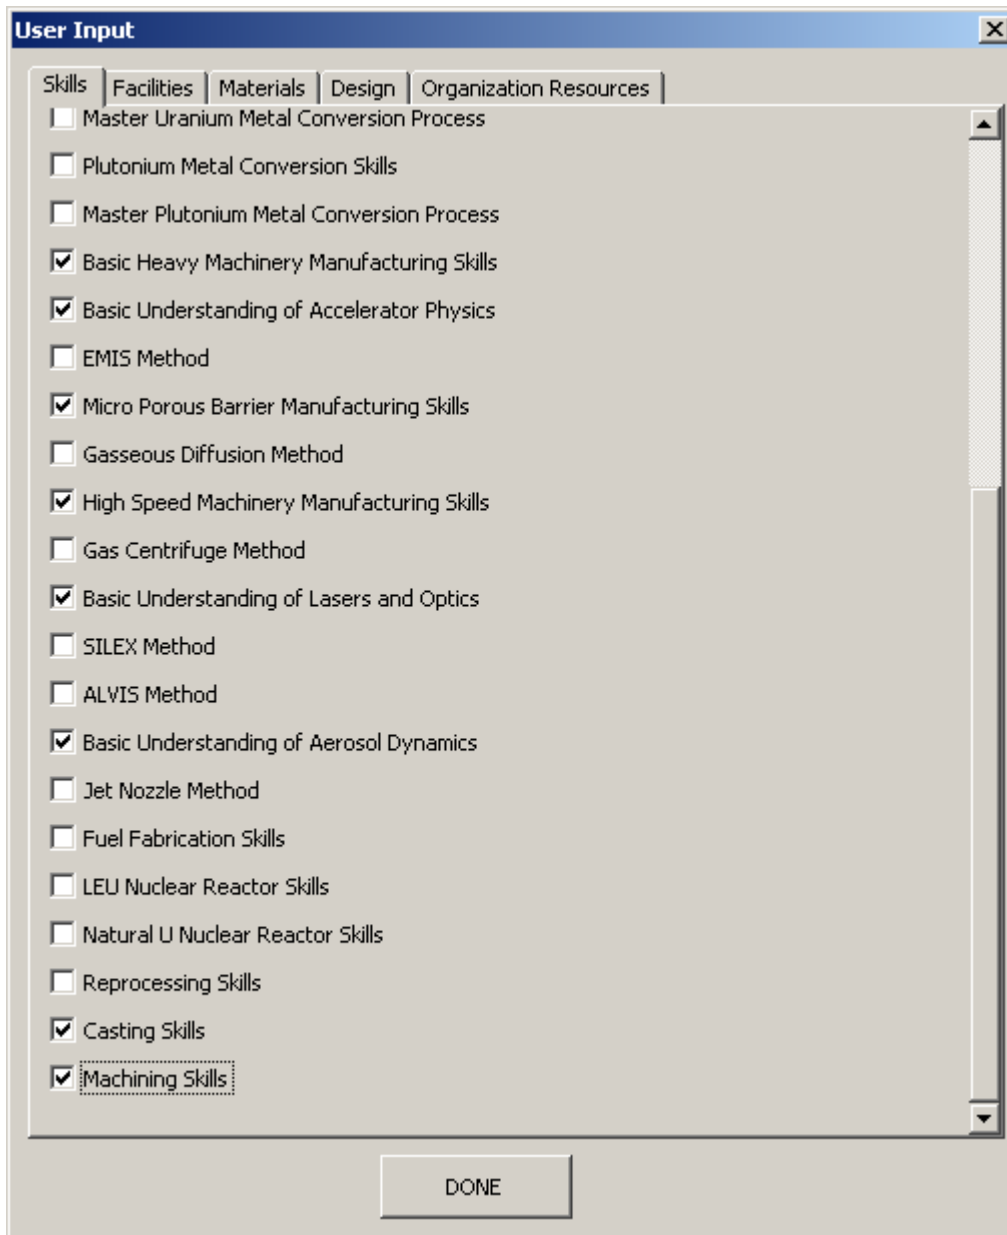 User Input
Skills Facilities Materials Design Organization Resources
Master Uranium Metal Conversion Process
Plutonium Metal Conversion Skills
Master Plutonium Metal Conversion Process
Basic Heavy Machinery Manufacturing Skills
Basic Understanding of Accelerator Physics
EMIS Method
Micro Porous Barrier Manufacturing Skills
Gasseous Diffusion Method
High Speed Machinery Manufacturing Skills
Gas Centrifuge Method
Basic Understanding of Lasers and Optics
SILEX Method
ALVIS Method
Basic Understanding of Aerosol Dynamics
Jet Nozzle Method
Fuel Fabrication Skills
LEU Nuclear Reactor Skills
Natural U Nuclear Reactor Skills
Reprocessing Skills
Casting Skills
Machining Skills
DONE